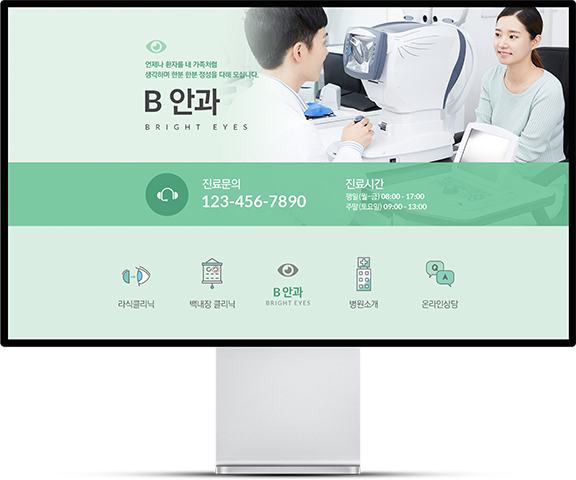 언제나 환자를 내 가족처럼
생각하며 한분 한분 정성을 다해 모십니다.
B 안과
BRIGHT EYES
진료문의
123-456-7890
진료시간
평일(월~금) 08:00 - 17:00
주말(토요일) 09:00 - 13:00
라식클리닉
백내장 클리닉
B 안과
BRIGHT EYES
병원소개
Q
A
온라인상담